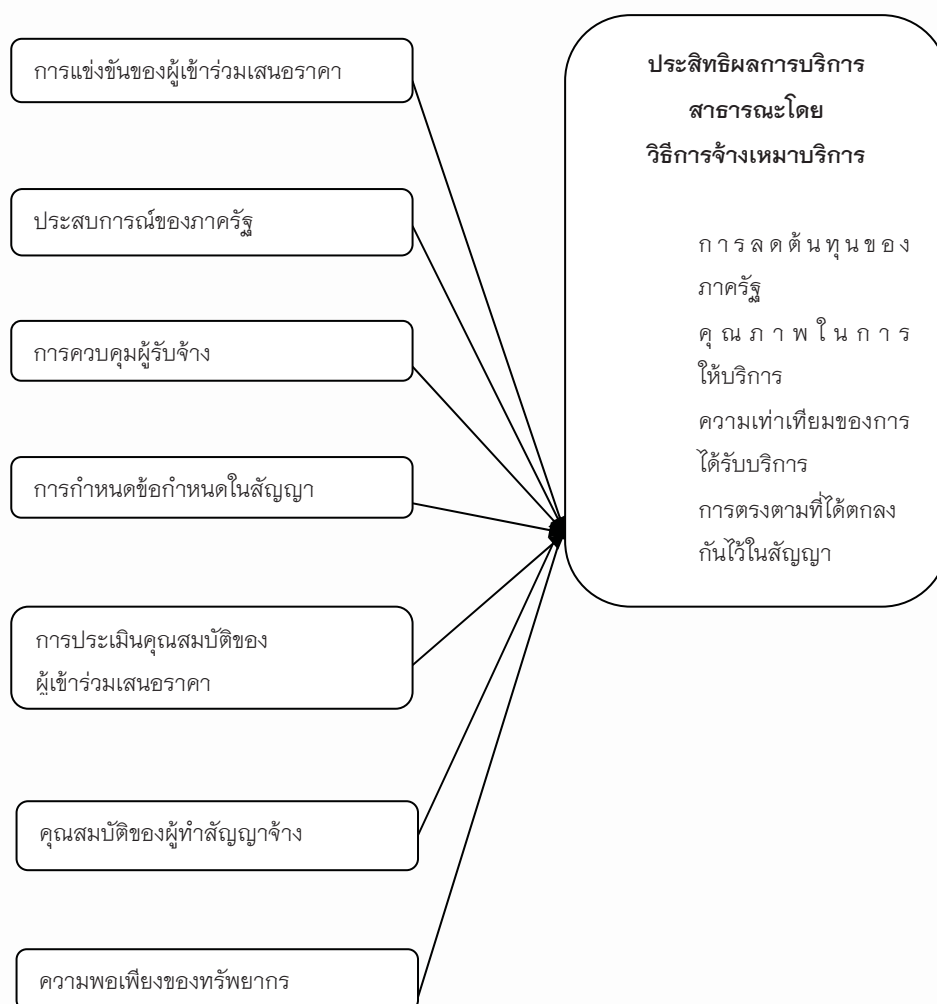 การแข่งขันของผู้เข้าร่วมเสนอราคา
ประสบการณ์ของภาครัฐ
การควบคุมผู้รับจ้าง
การกำหนดข้อกำหนดในสัญญา
การประเมินคุณสมบัติของ
ผู้เข้าร่วมเสนอราคา
คุณสมบัติของผู้ทำสัญญาจ้าง
ความพอเพียงของทรัพยากร
ประสิทธิผลการบริการ
สาธารณะโดย
วิธีการจ้างเหมาบริการ
การลดต้นทุนของ
ภาครัฐ
คุณภาพในการ
ให้บริการ
ความเท่าเทียมของการ
ได้รับบริการ
การตรงตามที่ได้ตกลง
กันไว้ในสัญญา